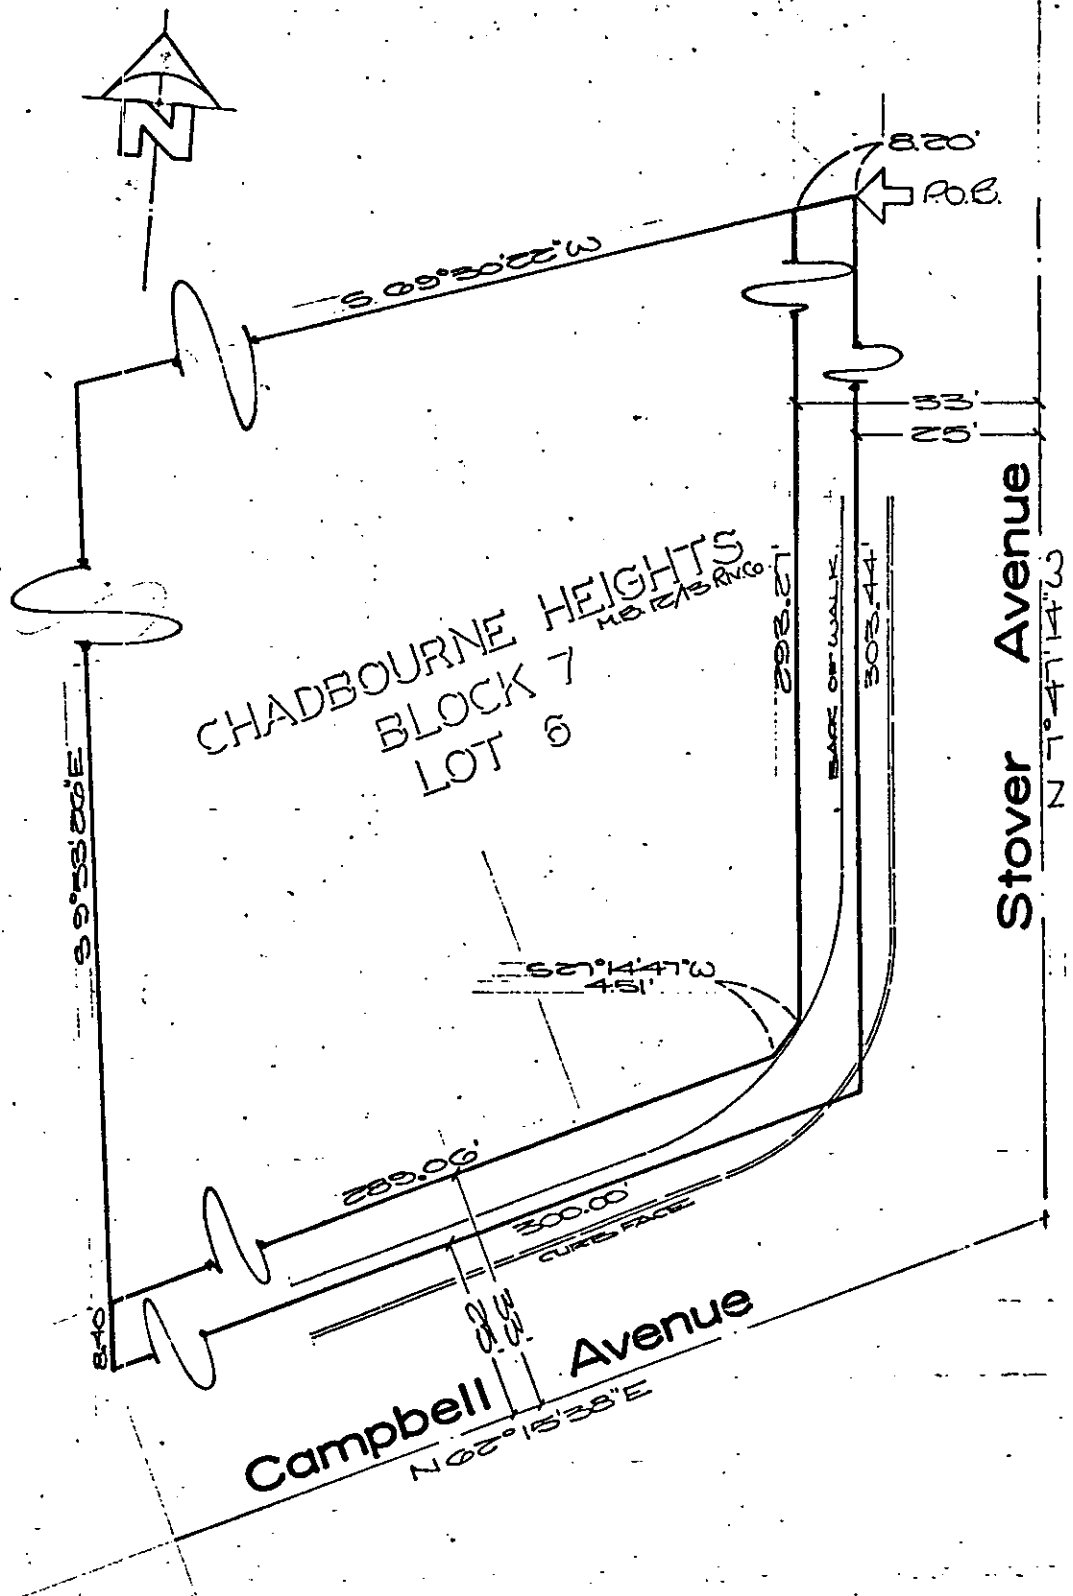 N
8.20'
P.O.B.
S. 69°30'22" W
33'
25'
CHADBOURNE HEIGHTS
M.B. 12/13 RIV. CO.
BLOCK 7
LOT
298.27'
BACK OF WALK
303.44'
Stover Avenue
N 7°47'14" W
S 27°14'47" W
4.51'
289.06'
300.00'
CURB FACE
8.40
33'
Campbell Avenue
N 62°15'38" E